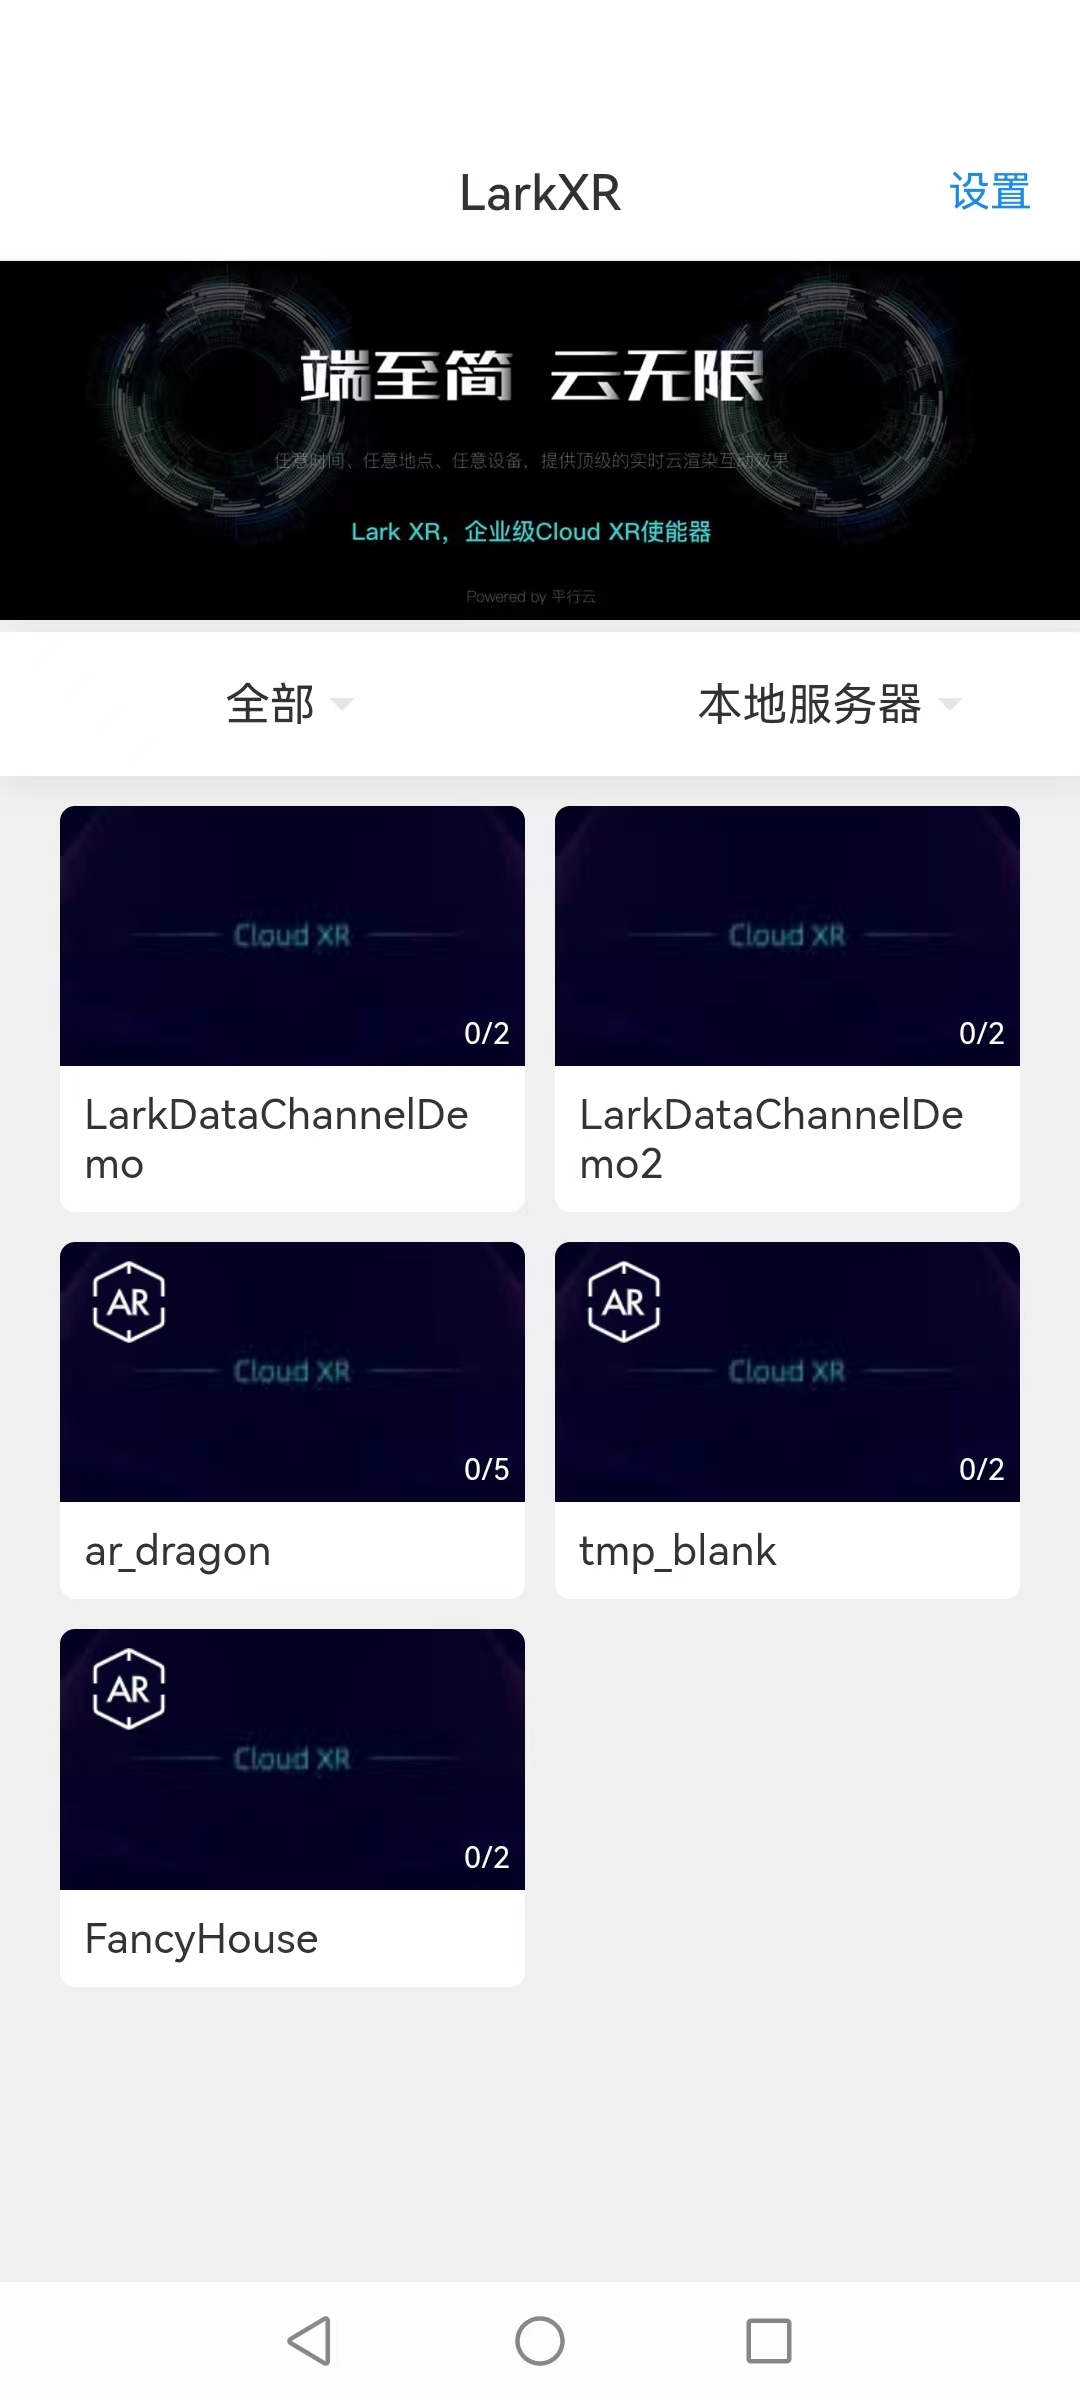 LarkXR
设置
端至简 云无限
任意时间、任意地点、任意设备，提供顶级的实时云渲染互动效果
Lark XR，企业级Cloud XR使能器
Powered by 平行云
全部
本地服务器
Cloud XR
0/2
LarkDataChannelDe
mo
Cloud XR
0/2
LarkDataChannelDe
mo2
AR
Cloud XR
0/5
ar_dragon
AR
Cloud XR
0/2
tmp_blank
AR
Cloud XR
0/2
FancyHouse